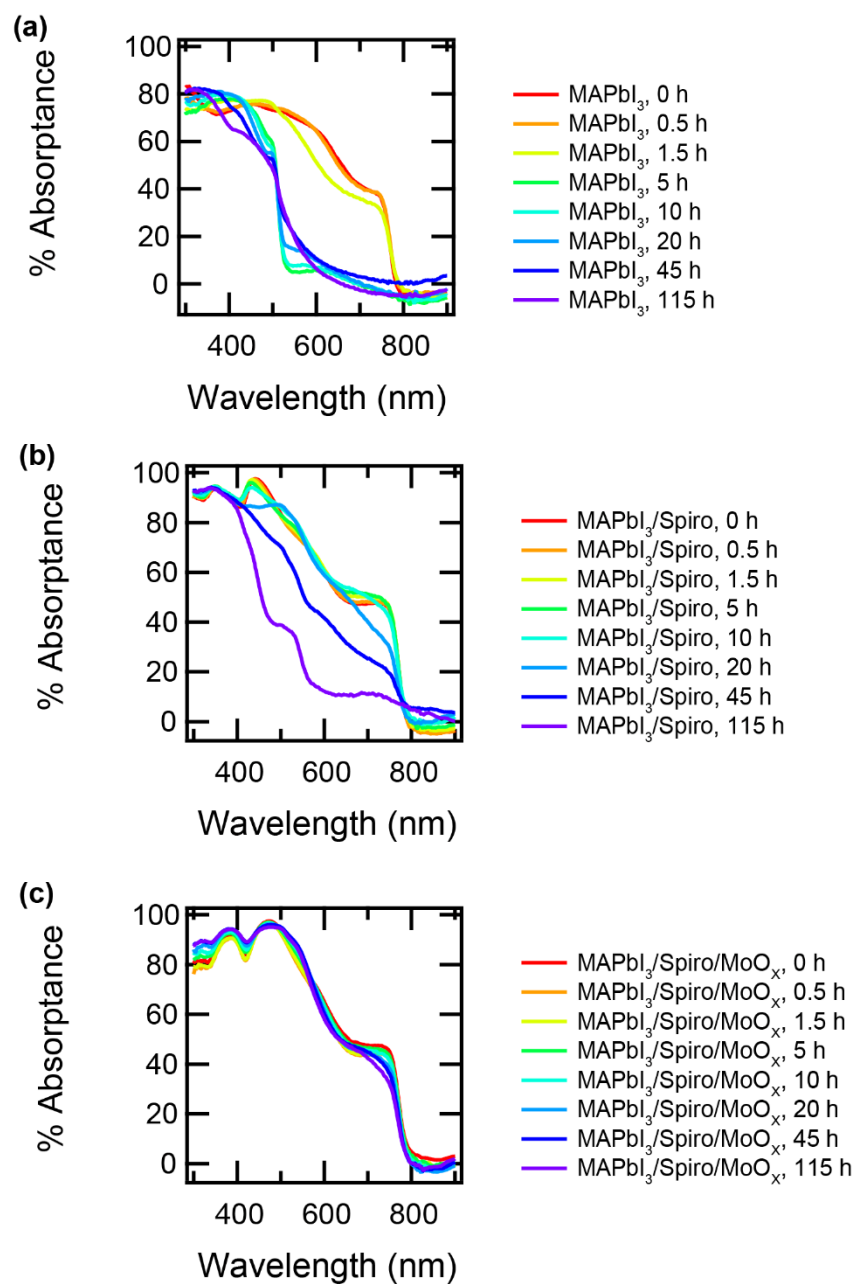 (a)
100
80
60
40
20
0
% Absorptance
400
600
800
Wavelength (nm)
MAPbI₃, 0 h
MAPbI₃, 0.5 h
MAPbI₃, 1.5 h
MAPbI₃, 5 h
MAPbI₃, 10 h
MAPbI₃, 20 h
MAPbI₃, 45 h
MAPbI₃, 115 h
(b)
100
80
60
40
20
0
% Absorptance
400
600
800
Wavelength (nm)
MAPbI₃/Spiro, 0 h
MAPbI₃/Spiro, 0.5 h
MAPbI₃/Spiro, 1.5 h
MAPbI₃/Spiro, 5 h
MAPbI₃/Spiro, 10 h
MAPbI₃/Spiro, 20 h
MAPbI₃/Spiro, 45 h
MAPbI₃/Spiro, 115 h
(c)
100
80
60
40
20
0
% Absorptance
400
600
800
Wavelength (nm)
MAPbI₃/Spiro/MoOₓ, 0 h
MAPbI₃/Spiro/MoOₓ, 0.5 h
MAPbI₃/Spiro/MoOₓ, 1.5 h
MAPbI₃/Spiro/MoOₓ, 5 h
MAPbI₃/Spiro/MoOₓ, 10 h
MAPbI₃/Spiro/MoOₓ, 20 h
MAPbI₃/Spiro/MoOₓ, 45 h
MAPbI₃/Spiro/MoOₓ, 115 h